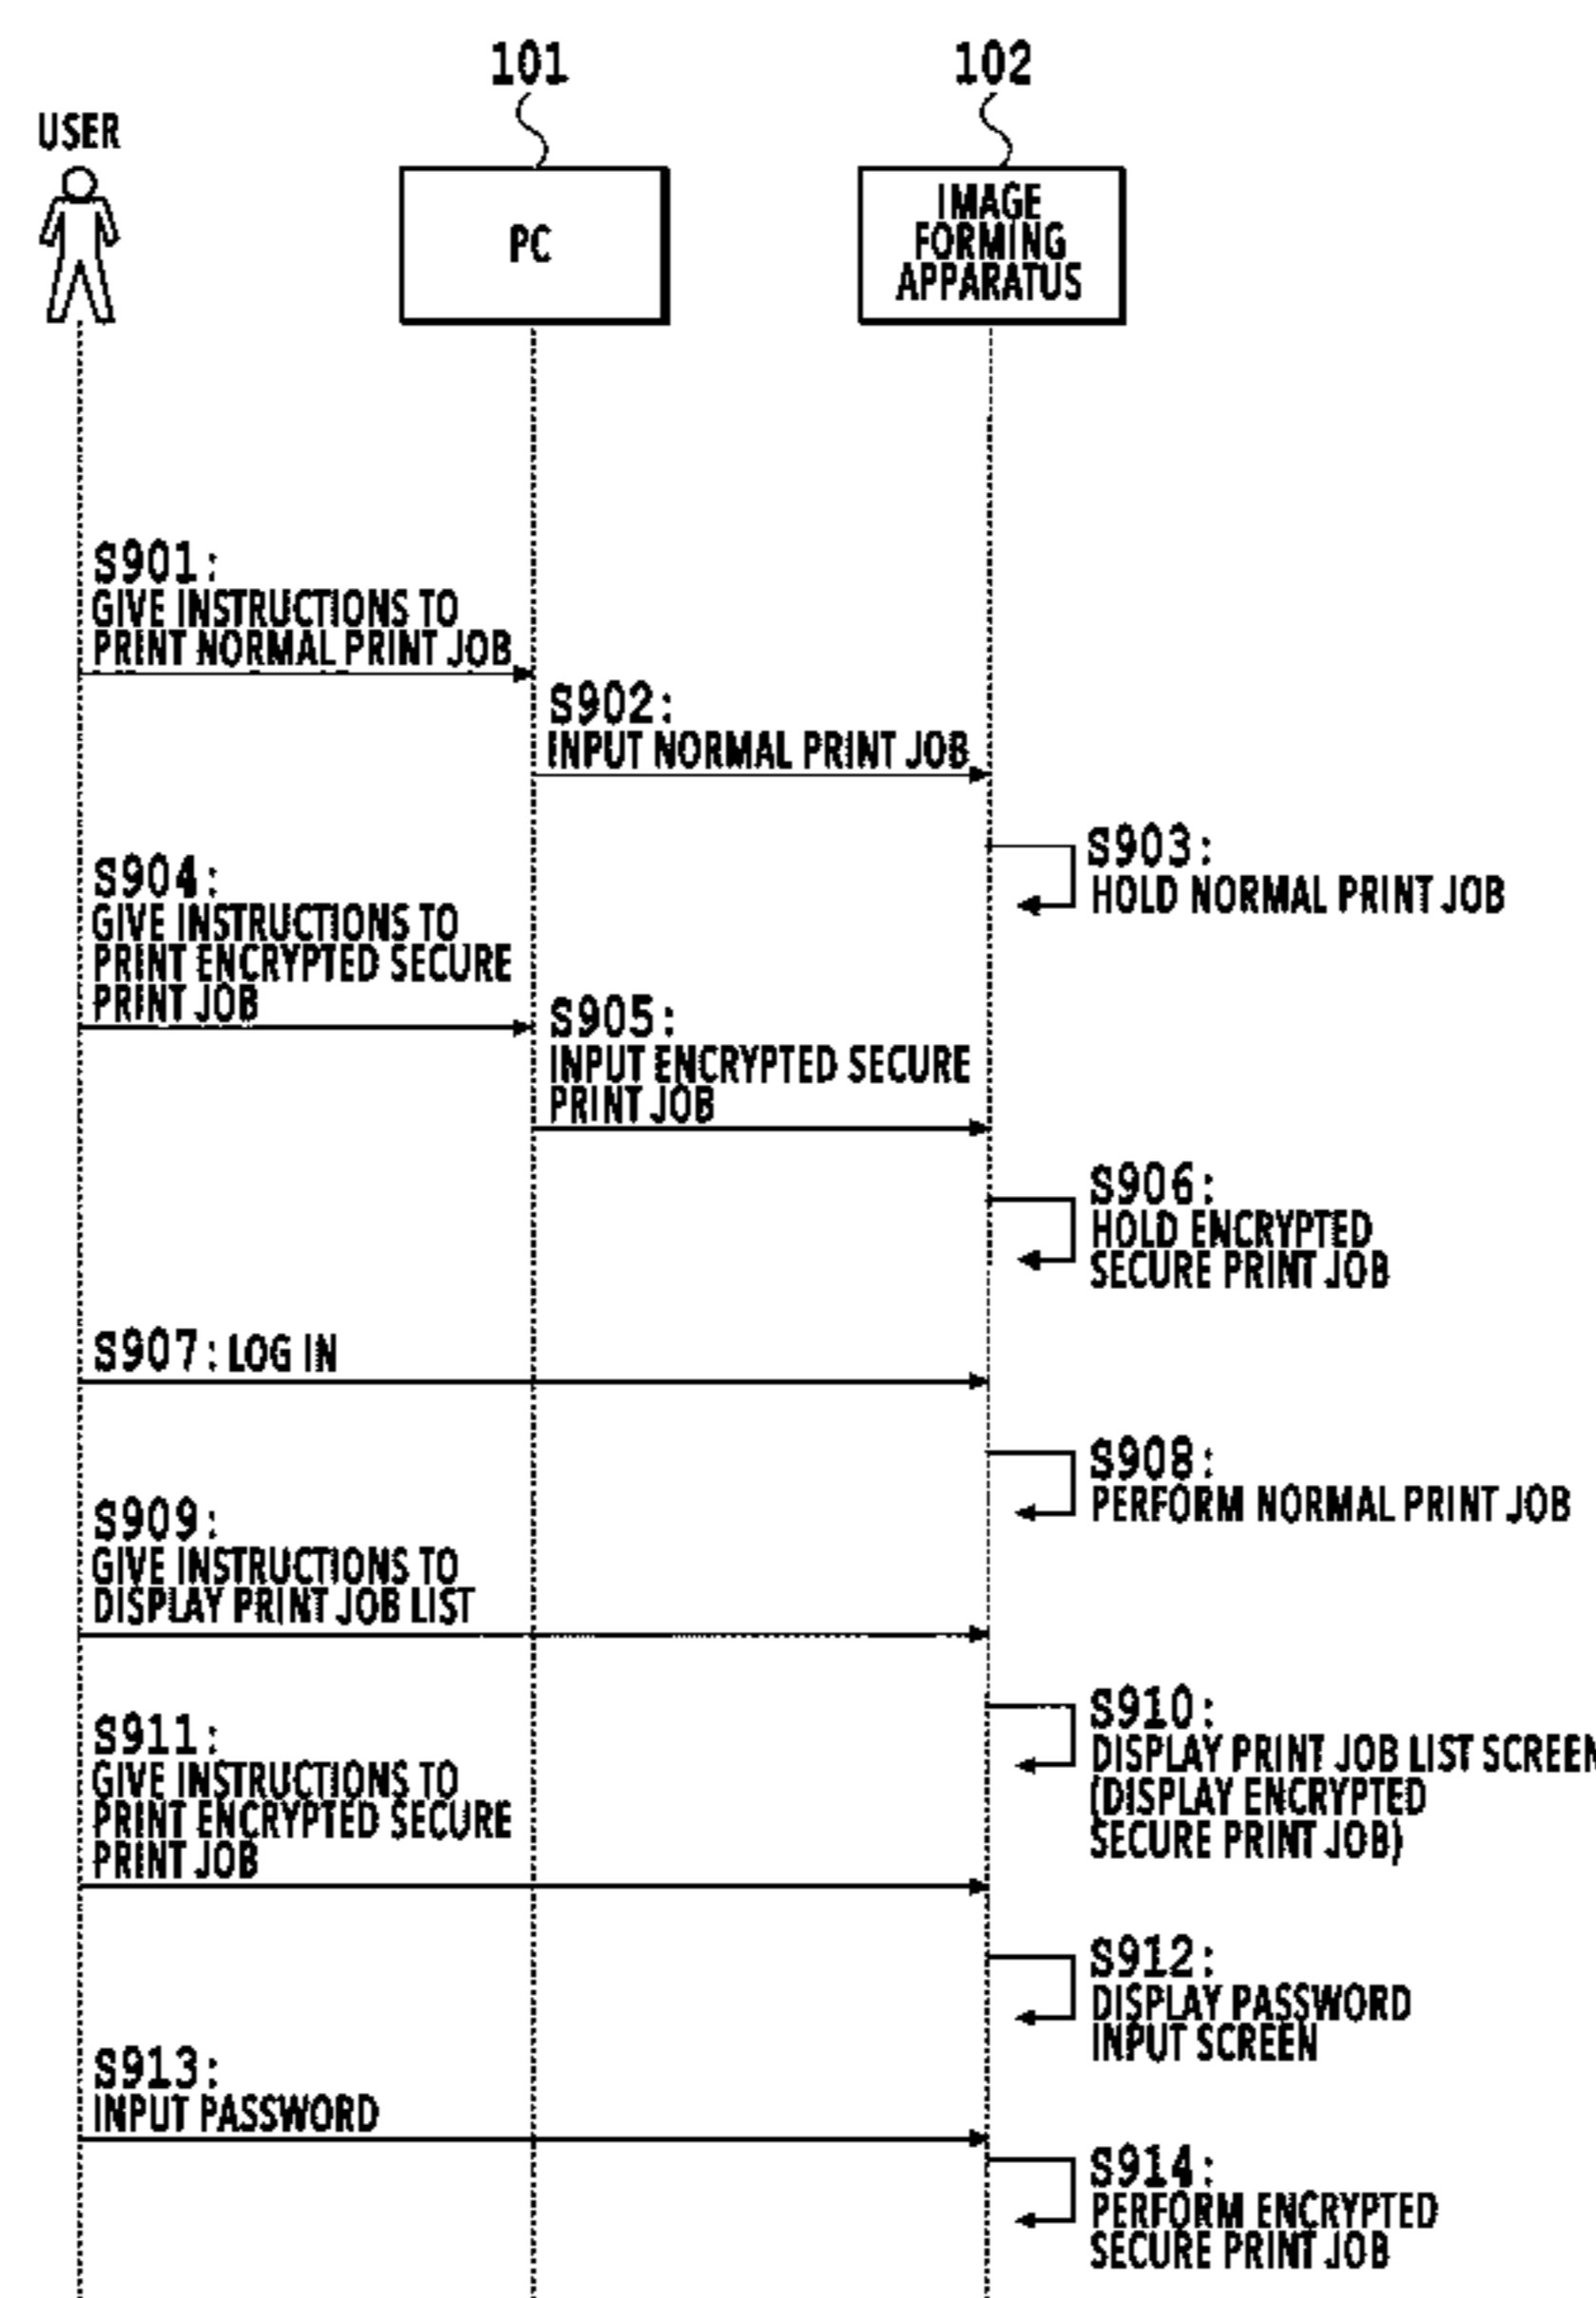 101
102
USER
PC
IMAGE
FORMING
APPARATUS
S901:
GIVE INSTRUCTIONS TO
PRINT NORMAL PRINT JOB
S902:
INPUT NORMAL PRINT JOB
S903:
HOLD NORMAL PRINT JOB
S904:
GIVE INSTRUCTIONS TO
PRINT ENCRYPTED SECURE
PRINT JOB
S905:
INPUT ENCRYPTED SECURE
PRINT JOB
S906:
HOLD ENCRYPTED
SECURE PRINT JOB
S907: LOG IN
S908:
PERFORM NORMAL PRINT JOB
S909:
GIVE INSTRUCTIONS TO
DISPLAY PRINT JOB LIST
S910:
DISPLAY PRINT JOB LIST SCREEN
(DISPLAY ENCRYPTED
SECURE PRINT JOB)
S911:
GIVE INSTRUCTIONS TO
PRINT ENCRYPTED SECURE
PRINT JOB
S912:
DISPLAY PASSWORD
INPUT SCREEN
S913:
INPUT PASSWORD
S914:
PERFORM ENCRYPTED
SECURE PRINT JOB